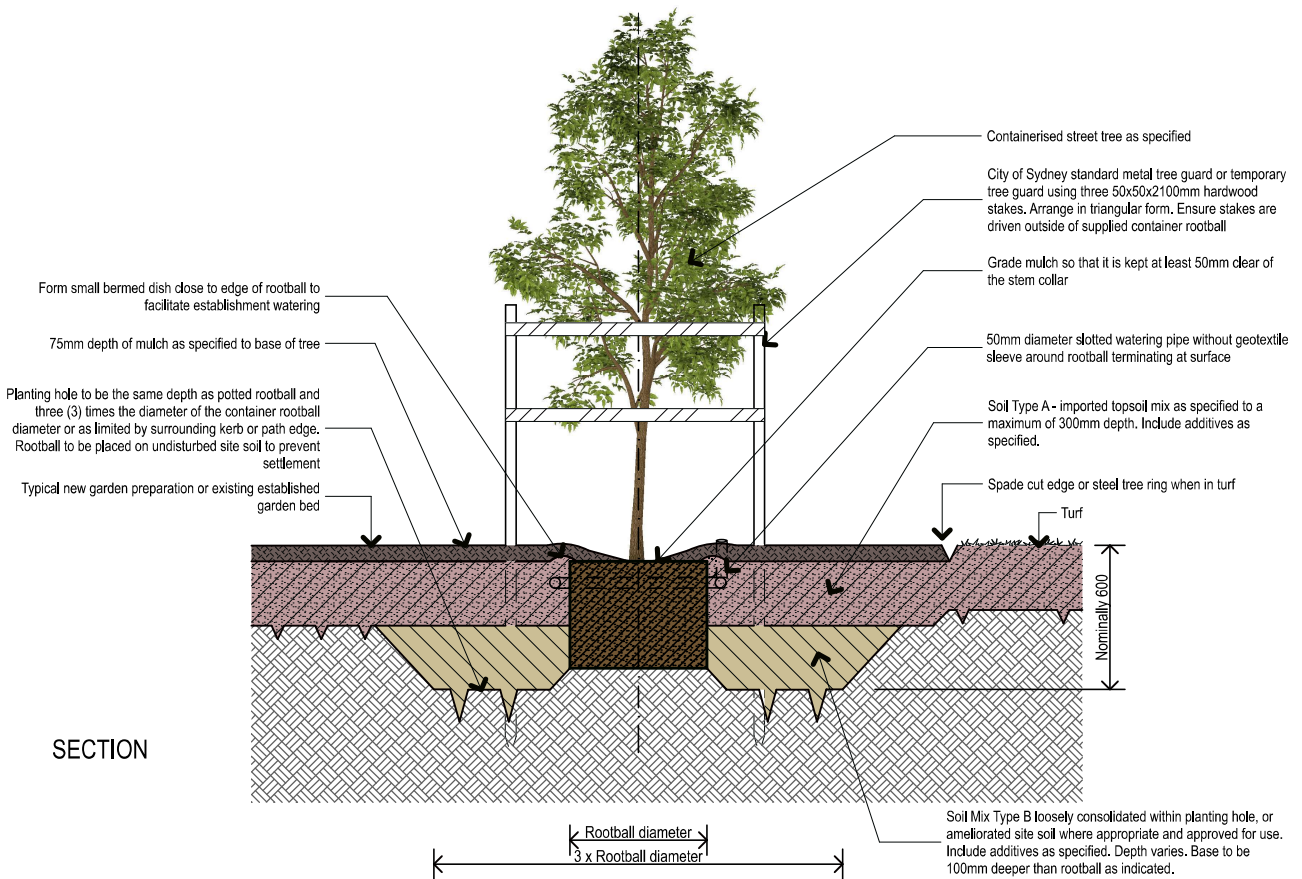 Containerised street tree as specified
City of Sydney standard metal tree guard or temporary
tree guard using three 50x50x2100mm hardwood
stakes. Arrange in triangular form. Ensure stakes are
driven outside of supplied container rootball
Grade mulch so that it is kept at least 50mm clear of
the stem collar
Form small bermed dish close to edge of rootball to
facilitate establishment watering
75mm depth of mulch as specified to base of tree
50mm diameter slotted watering pipe without geotextile
sleeve around rootball terminating at surface
Planting hole to be the same depth as potted rootball and
three (3) times the diameter of the container rootball
diameter or as limited by surrounding kerb or path edge.
Rootball to be placed on undisturbed site soil to prevent
settlement
Soil Type A - imported topsoil mix as specified to a
maximum of 300mm depth. Include additives as
specified.
Typical new garden preparation or existing established
garden bed
Spade cut edge or steel tree ring when in turf
Turf
Nominally 600
SECTION
Soil Mix Type B loosely consolidated within planting hole, or
ameliorated site soil where appropriate and approved for use.
Include additives as specified. Depth varies. Base to be
100mm deeper than rootball as indicated.
Rootball diameter
3 x Rootball diameter